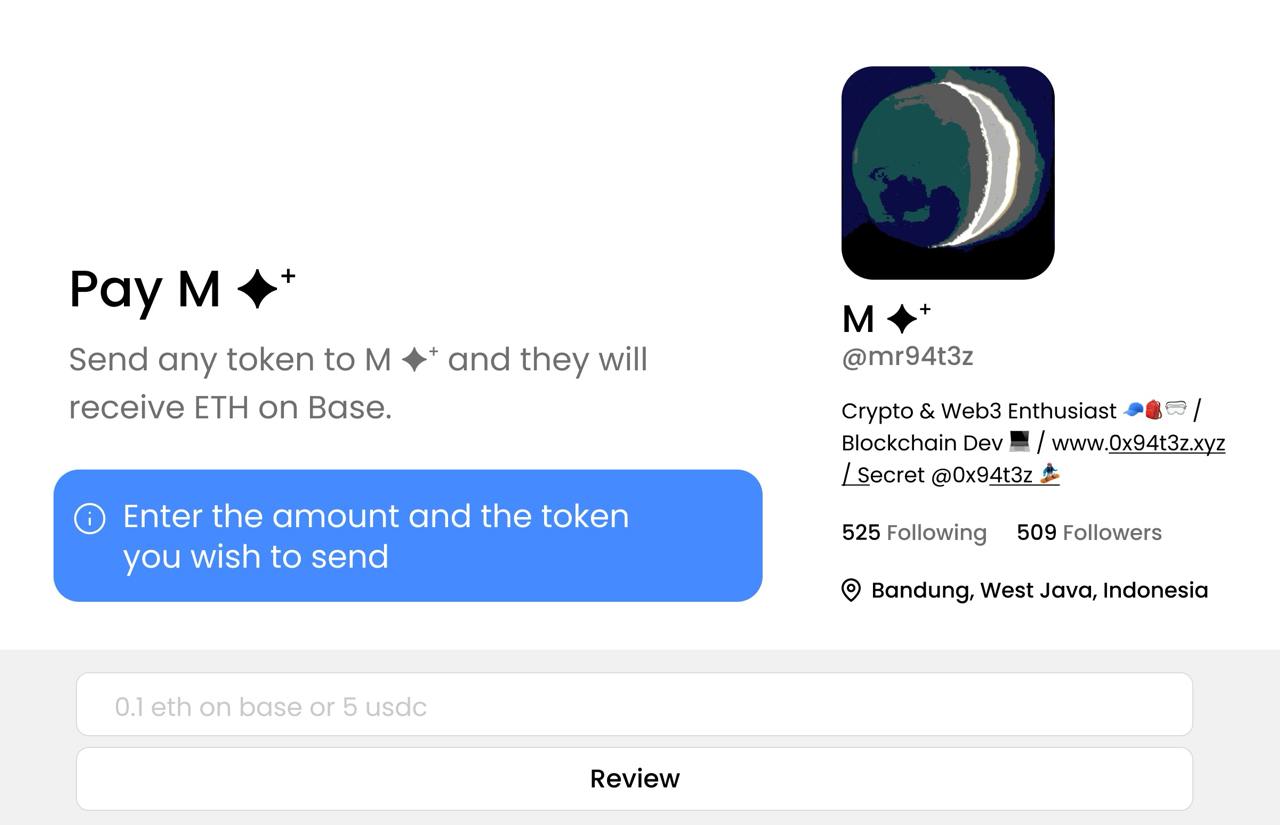 Pay M ✦⁺
Send any token to M ✦⁺ and they will
receive ETH on Base.
Enter the amount and the token
you wish to send
M ✦⁺
@mr94t3z
Crypto & Web3 Enthusiast 🧢🎒🥽 /
Blockchain Dev 💻 / www.0x94t3z.xyz
/ Secret @0x94t3z 🏂
525 Following 509 Followers
Bandung, West Java, Indonesia
0.1 eth on base or 5 usdc
Review